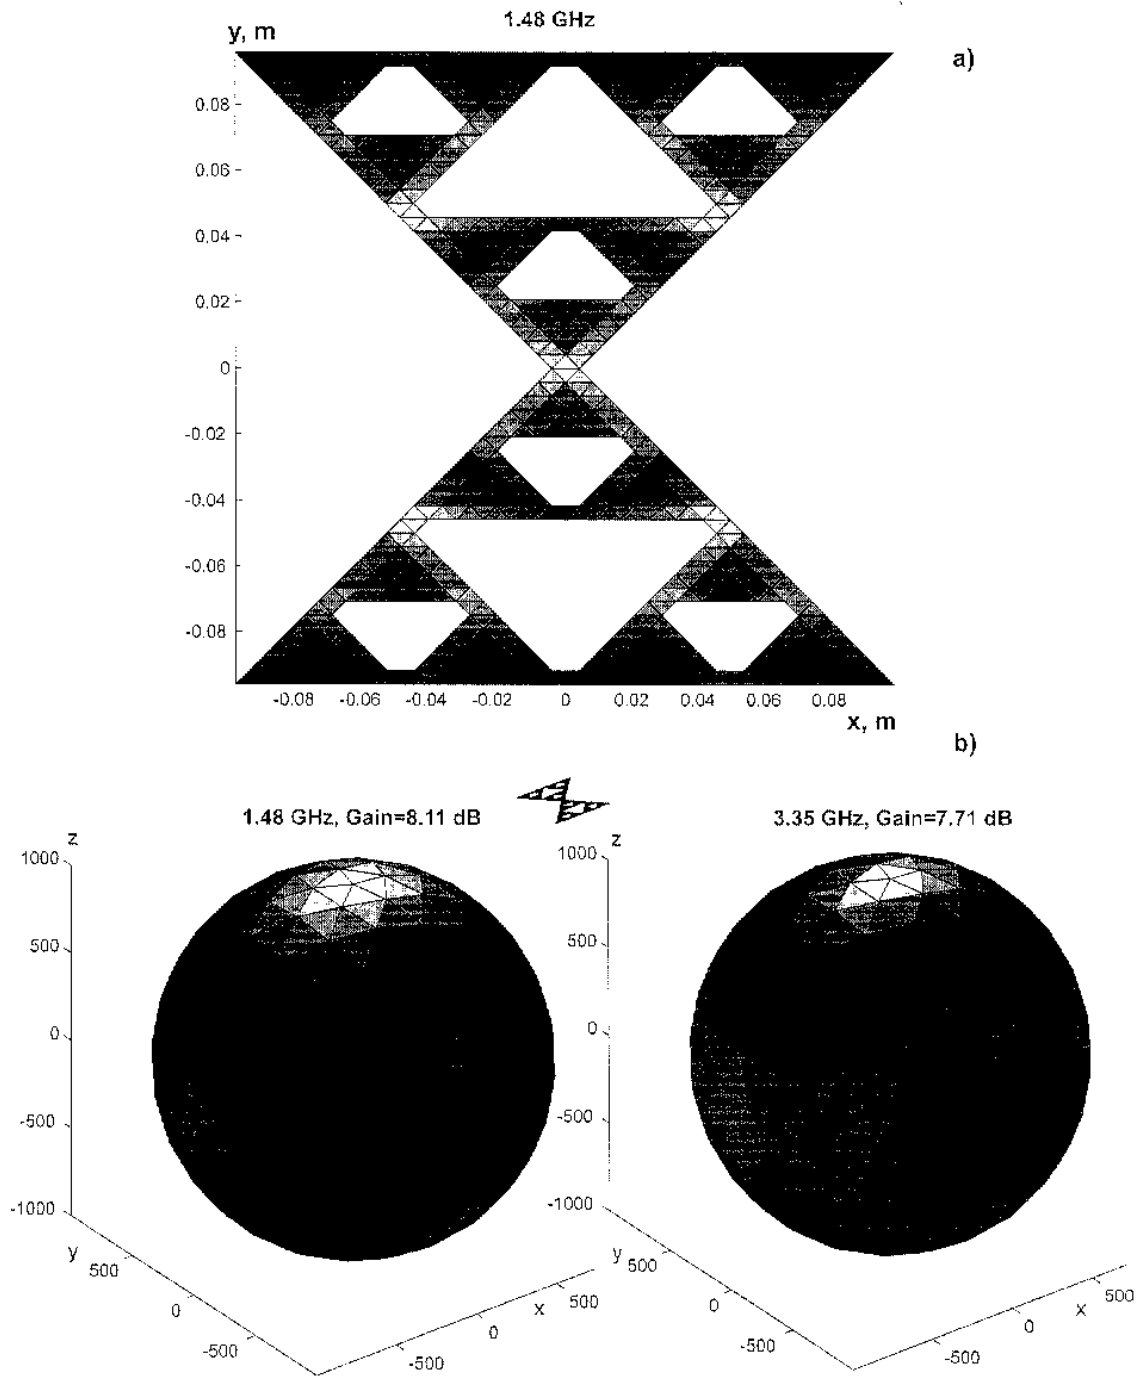 1.48 GHz
y, m
a)
0.08
0.06
0.04
0.02
0
-0.02
-0.04
-0.06
-0.08
-0.08 -0.06 -0.04 -0.02 0 0.02 0.04 0.06 0.08
x, m
b)
1.48 GHz, Gain=8.11 dB
3.35 GHz, Gain=7.71 dB
z
1000
500
0
-500
-1000
y
500
0
-500
-500
0
500
x
z
1000
500
0
-500
-1000
y
500
0
-500
-500
0
500
x